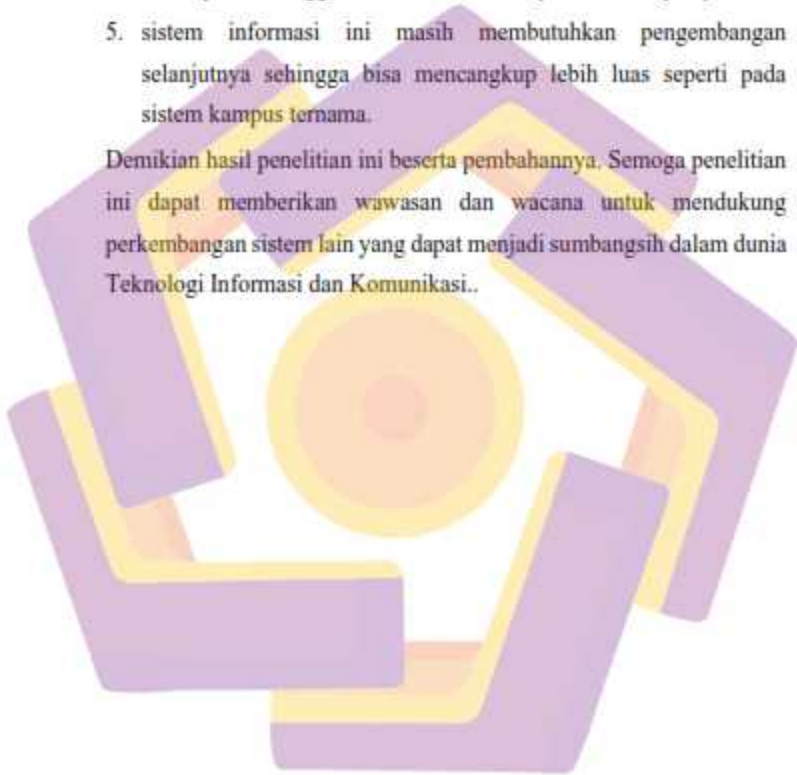 5. sistem informasi ini masih membutuhkan pengembangan
selanjutnya sehingga bisa mencangkup lebih luas seperti pada
sistem kampus ternama.
Demikian hasil penelitian ini beserta pembahannya. Semoga penelitian
ini dapat memberikan wawasan dan wacana untuk mendukung
perkembangan sistem lain yang dapat menjadi sumbangsih dalam dunia
Teknologi Informasi dan Komunikasi..